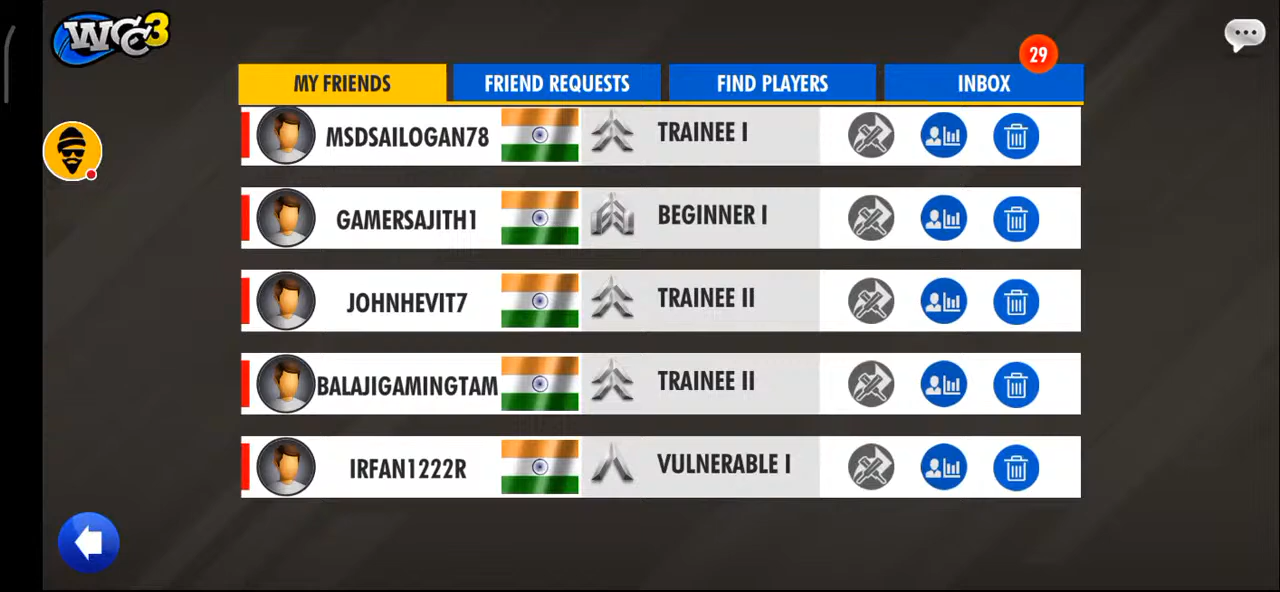 WCC3
29
MY FRIENDS FRIEND REQUESTS FIND PLAYERS INBOX
MSDSAILOGAN78 TRAINEE I
GAMERSAJITH1 BEGINNER I
JOHNHEVIT7 TRAINEE II
BALAJIGAMINGTAM TRAINEE II
IRFAN1222R VULNERABLE I